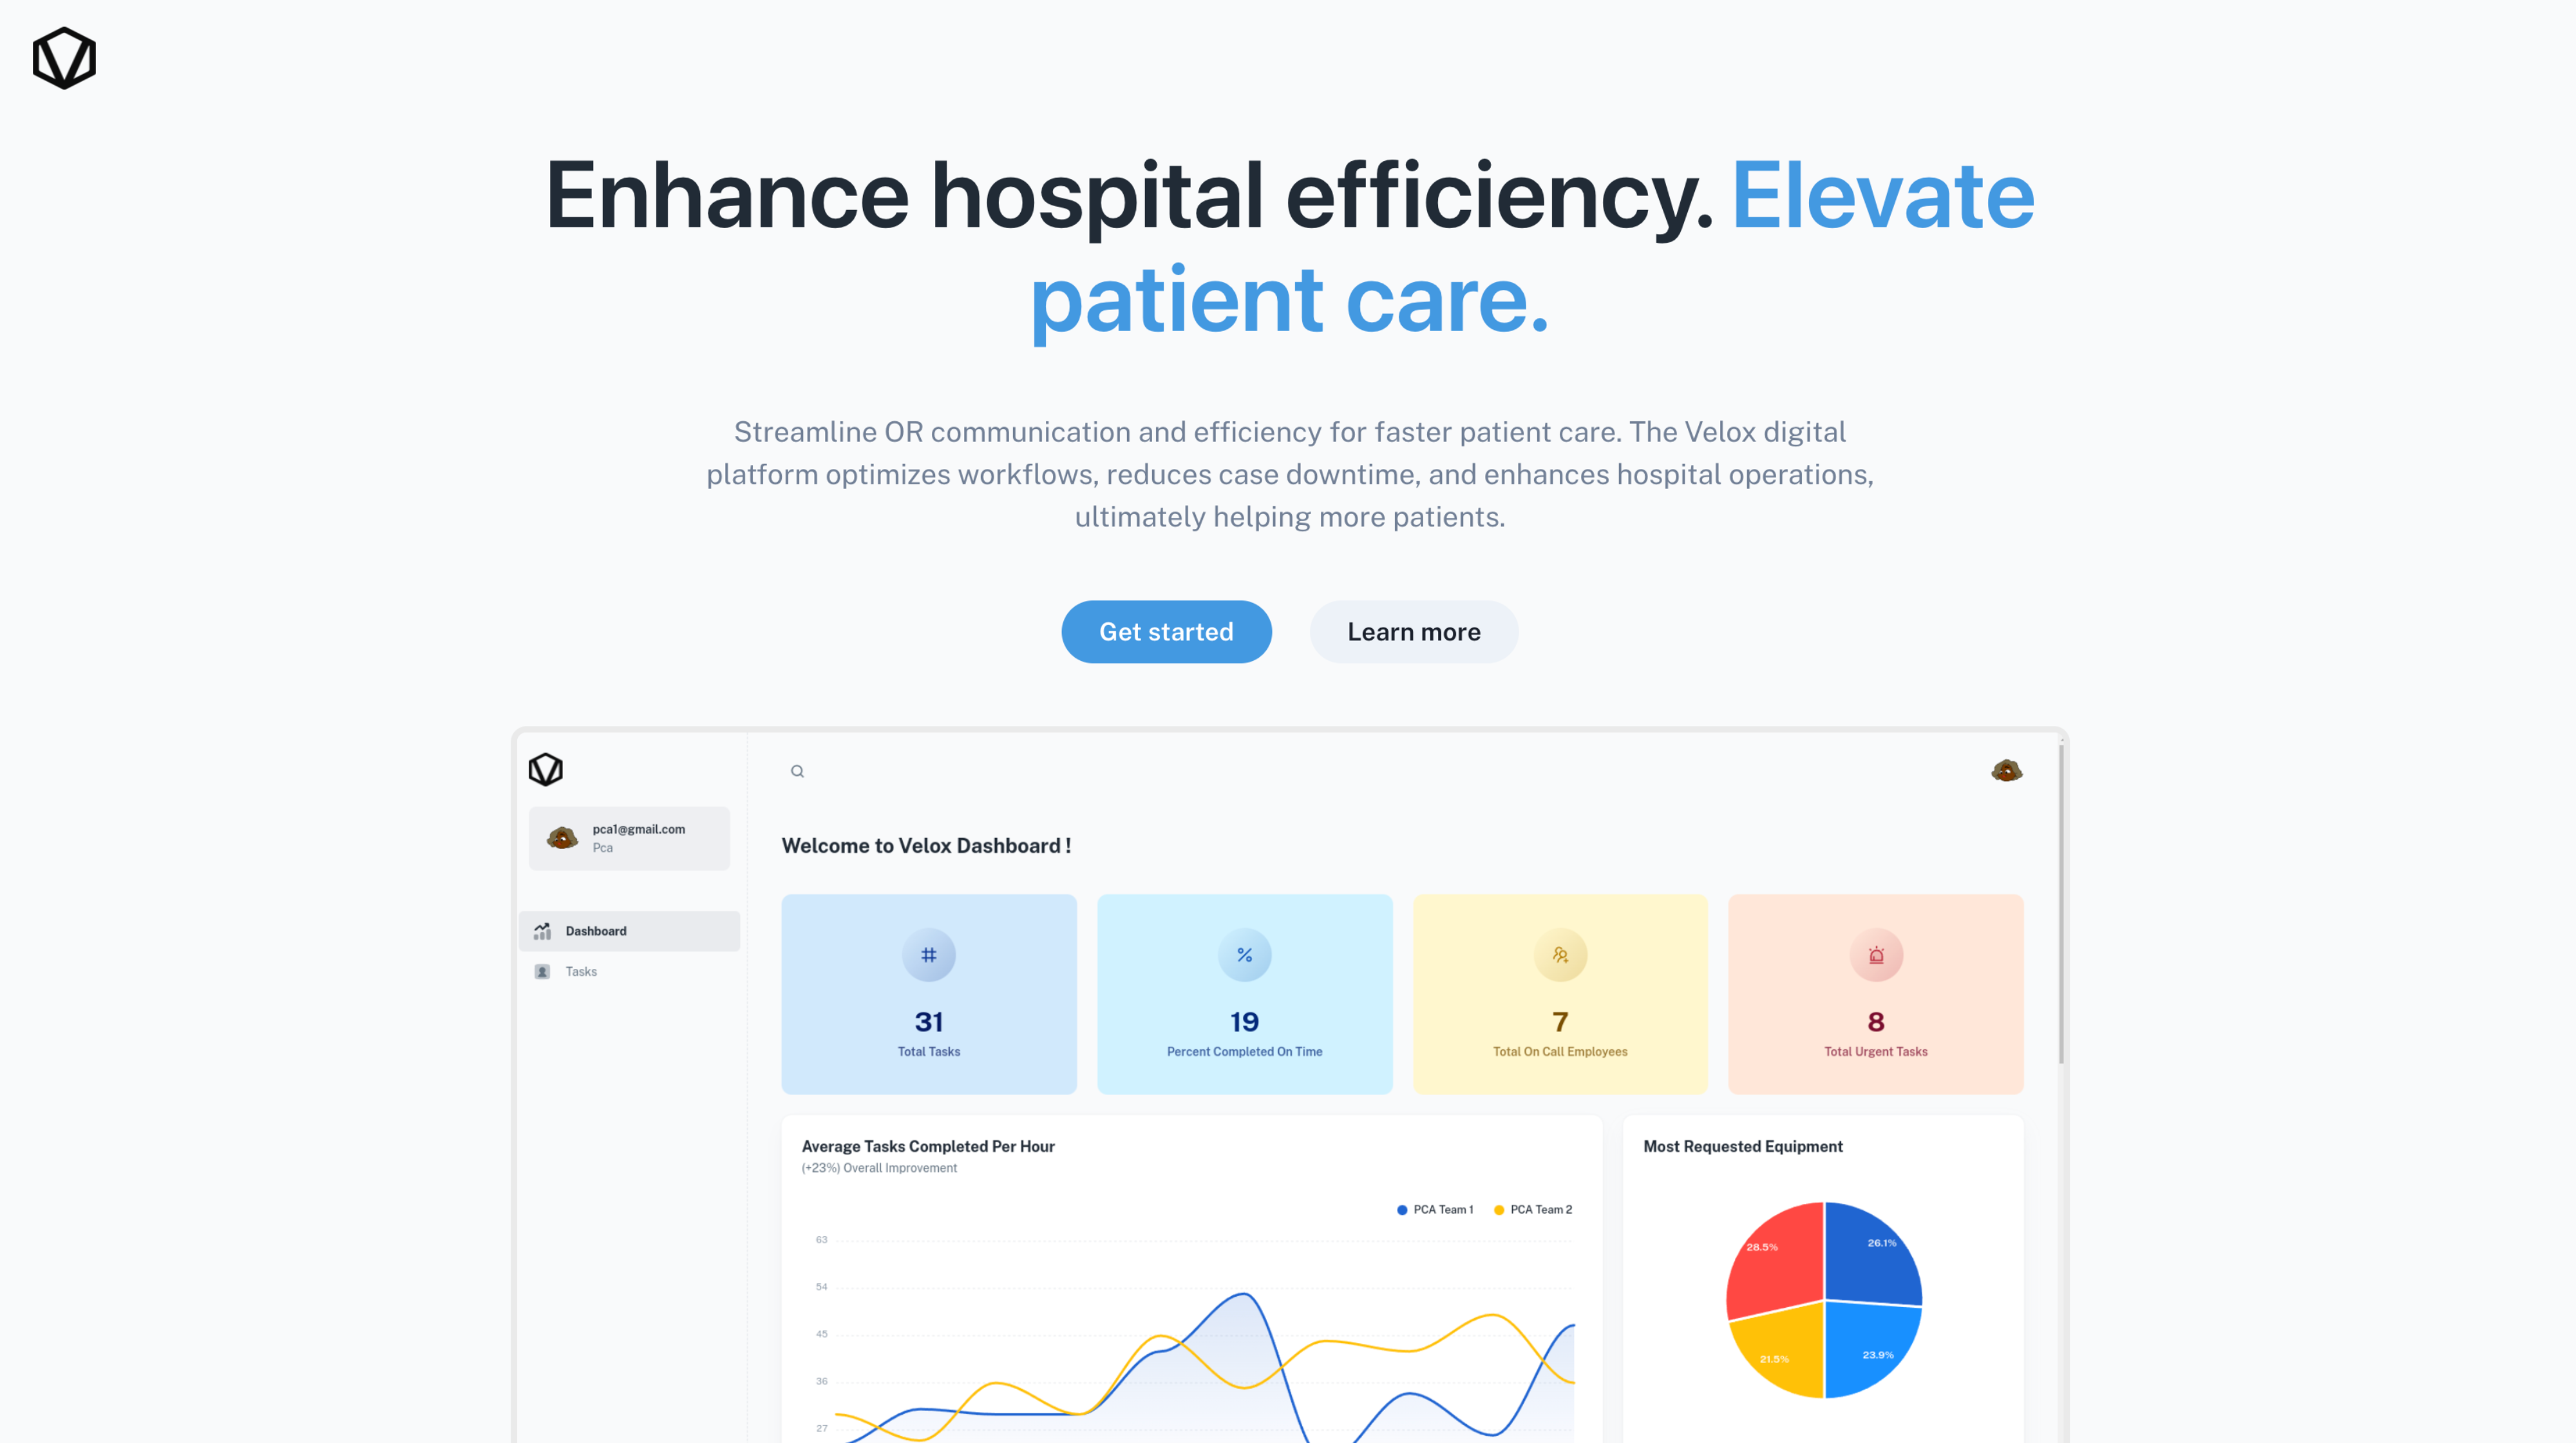 Enhance hospital efficiency. Elevate
patient care.
Streamline OR communication and efficiency for faster patient care. The Velox digital
platform optimizes workflows, reduces case downtime, and enhances hospital operations,
ultimately helping more patients.
Get started
Learn more
pca1@gmail.com
Pca
Dashboard
Tasks
Welcome to Velox Dashboard !
31
Total Tasks
19
Percent Completed On Time
7
Total On Call Employees
8
Total Urgent Tasks
Average Tasks Completed Per Hour
(+23%) Overall Improvement
PCA Team 1
PCA Team 2
63
54
45
36
27
Most Requested Equipment
28.5%
26.1%
21.5%
23.9%